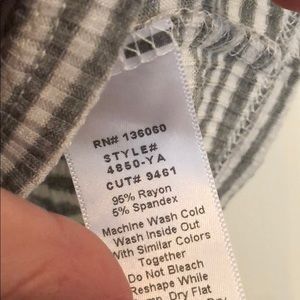 RN# 136060
STYLE#
4850-YA
CUT# 9461
95% Rayon
5% Spandex
Machine Wash Cold
Wash Inside Out
With Similar Colors
Together
Do Not Bleach
Reshape While
Dry Flat